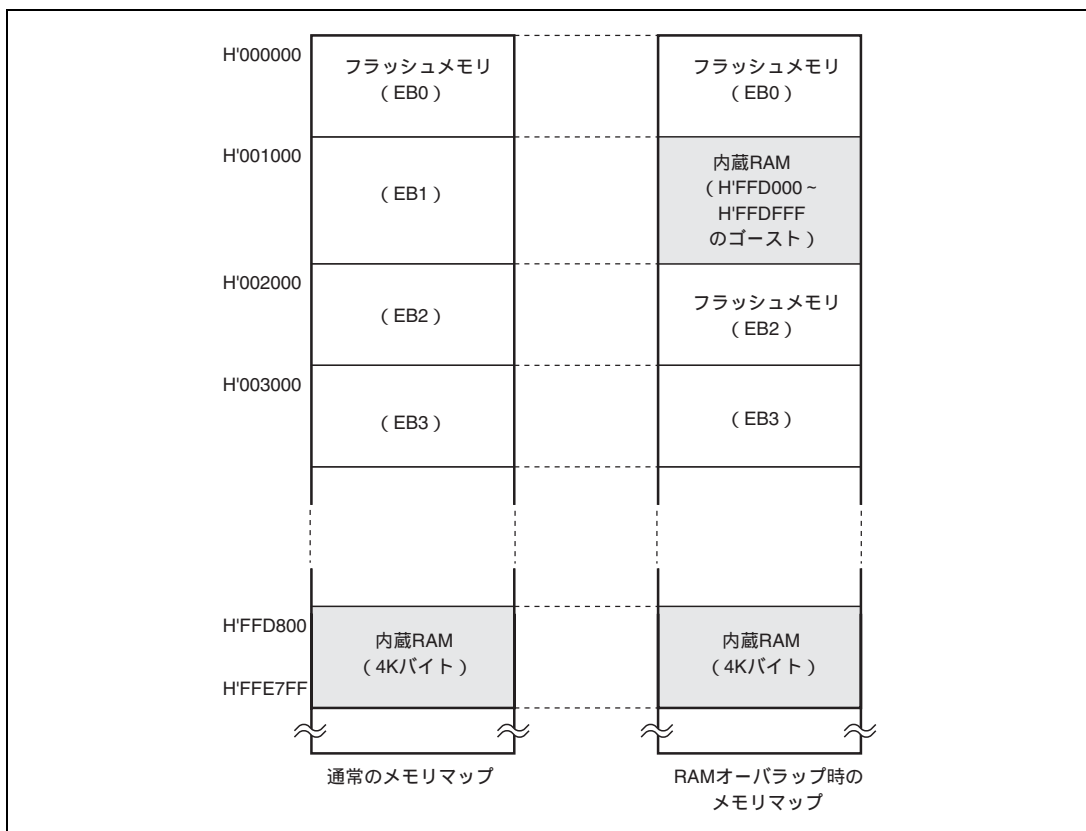 H'000000
フラッシュメモリ
（EB0）
フラッシュメモリ
（EB0）
H'001000
（EB1）
内蔵RAM
（H'FFD000～
H'FFDFFF
のゴースト）
H'002000
（EB2）
フラッシュメモリ
（EB2）
H'003000
（EB3）
（EB3）
H'FFD800
内蔵RAM
（4Kバイト）
内蔵RAM
（4Kバイト）
H'FFE7FF
通常のメモリマップ
RAMオーバラップ時の
メモリマップ